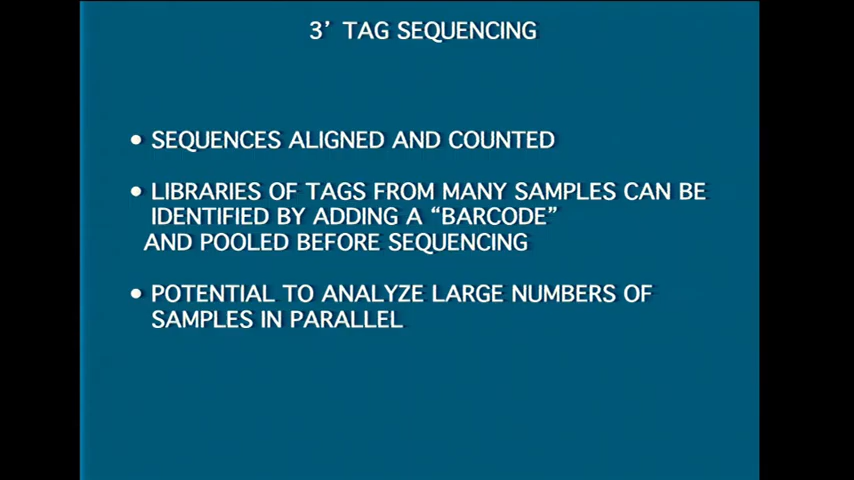 3’ TAG SEQUENCING
• SEQUENCES ALIGNED AND COUNTED
• LIBRARIES OF TAGS FROM MANY SAMPLES CAN BE
IDENTIFIED BY ADDING A “BARCODE”
AND POOLED BEFORE SEQUENCING
• POTENTIAL TO ANALYZE LARGE NUMBERS OF
SAMPLES IN PARALLEL